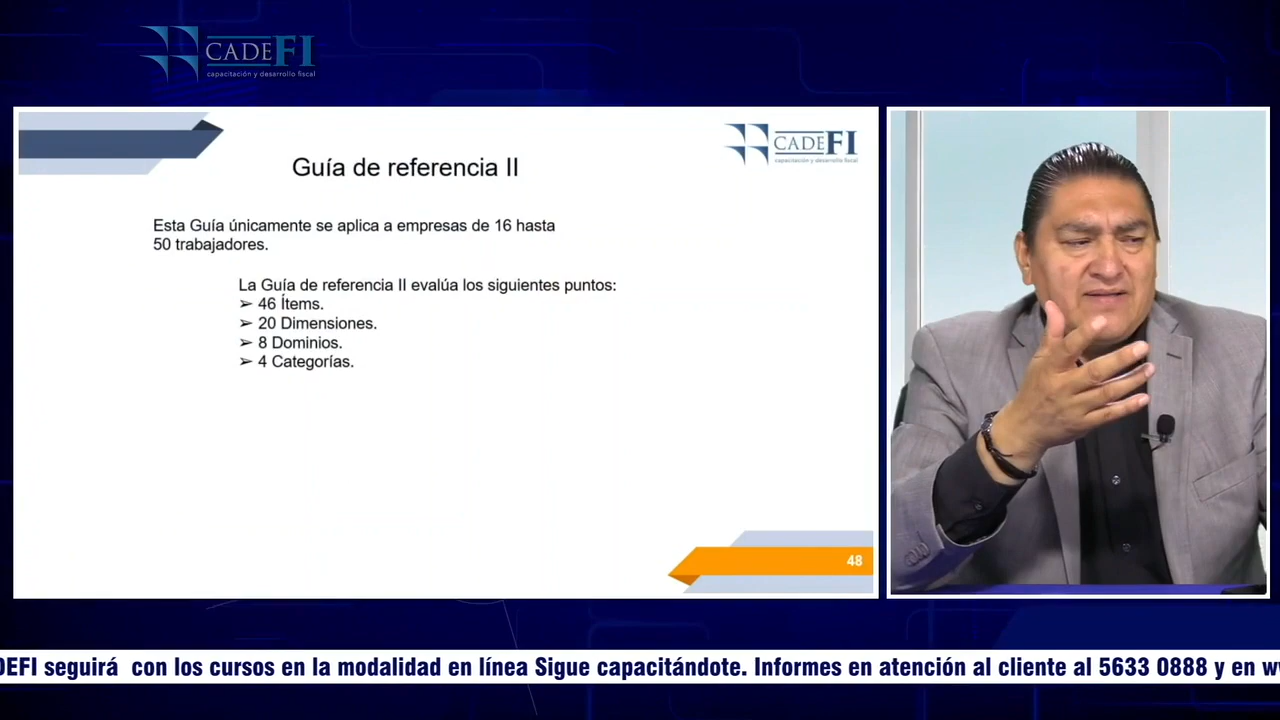 CADEFI
capacitación y desarrollo fiscal
CADEFI
capacitación y desarrollo fiscal
Guía de referencia II
Esta Guía únicamente se aplica a empresas de 16 hasta
50 trabajadores.
La Guía de referencia II evalúa los siguientes puntos:
➢ 46 Ítems.
➢ 20 Dimensiones.
➢ 8 Dominios.
➢ 4 Categorías.
48
DEFI seguirá con los cursos en la modalidad en línea Sigue capacitándote. Informes en atención al cliente al 5633 0888 y en w